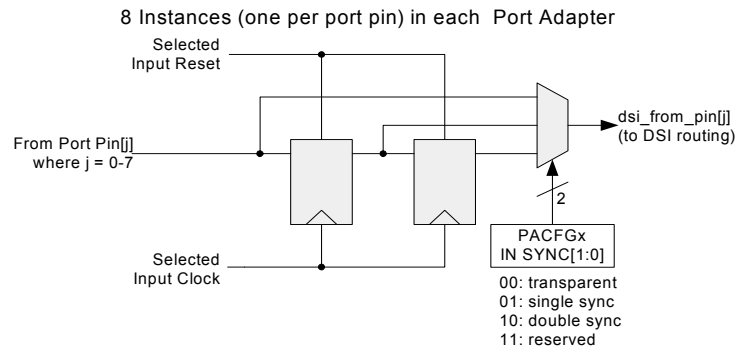 8 Instances (one per port pin) in each Port Adapter
Selected
Input Reset
From Port Pin[j]
where j = 0-7
dsi_from_pin[j]
(to DSI routing)
2
PACFGx
IN SYNC[1:0]
Selected
Input Clock
00: transparent
01: single sync
10: double sync
11: reserved